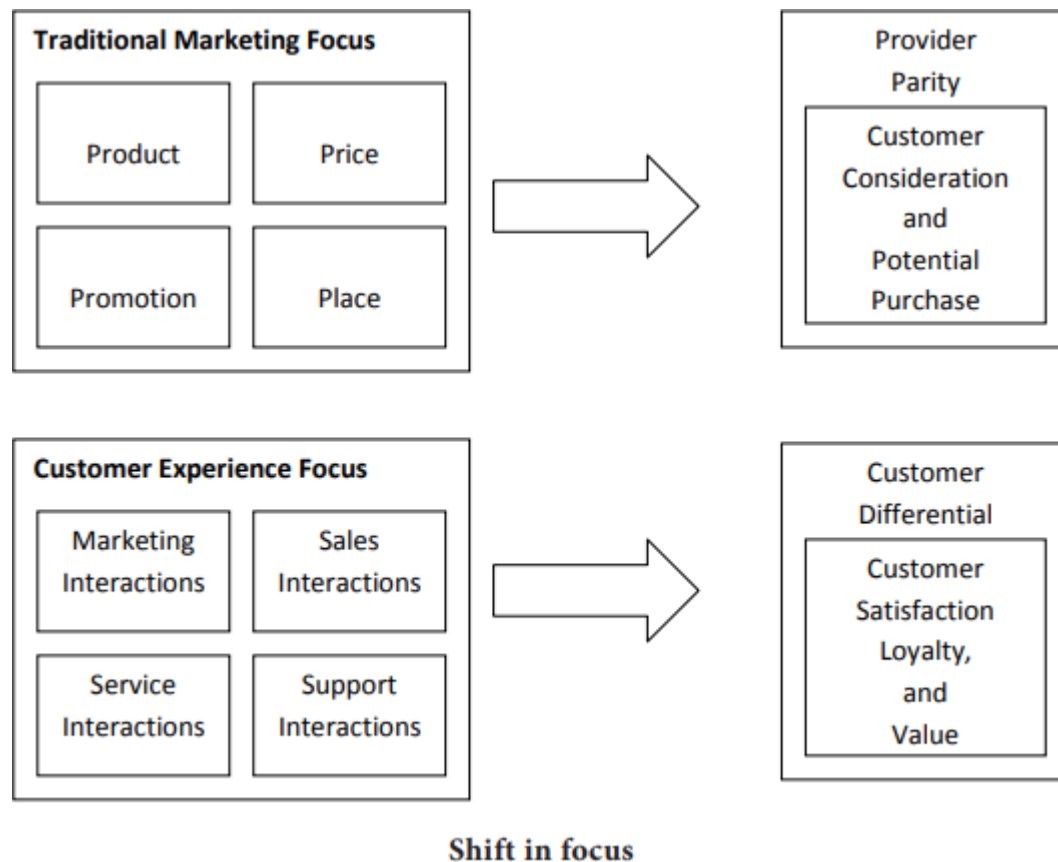 Traditional Marketing Focus
Product
Price
Promotion
Place
Provider
Parity
Customer
Consideration
and
Potential
Purchase
Customer Experience Focus
Marketing
Interactions
Sales
Interactions
Service
Interactions
Support
Interactions
Customer
Differential
Customer
Satisfaction
Loyalty,
and
Value
Shift in focus